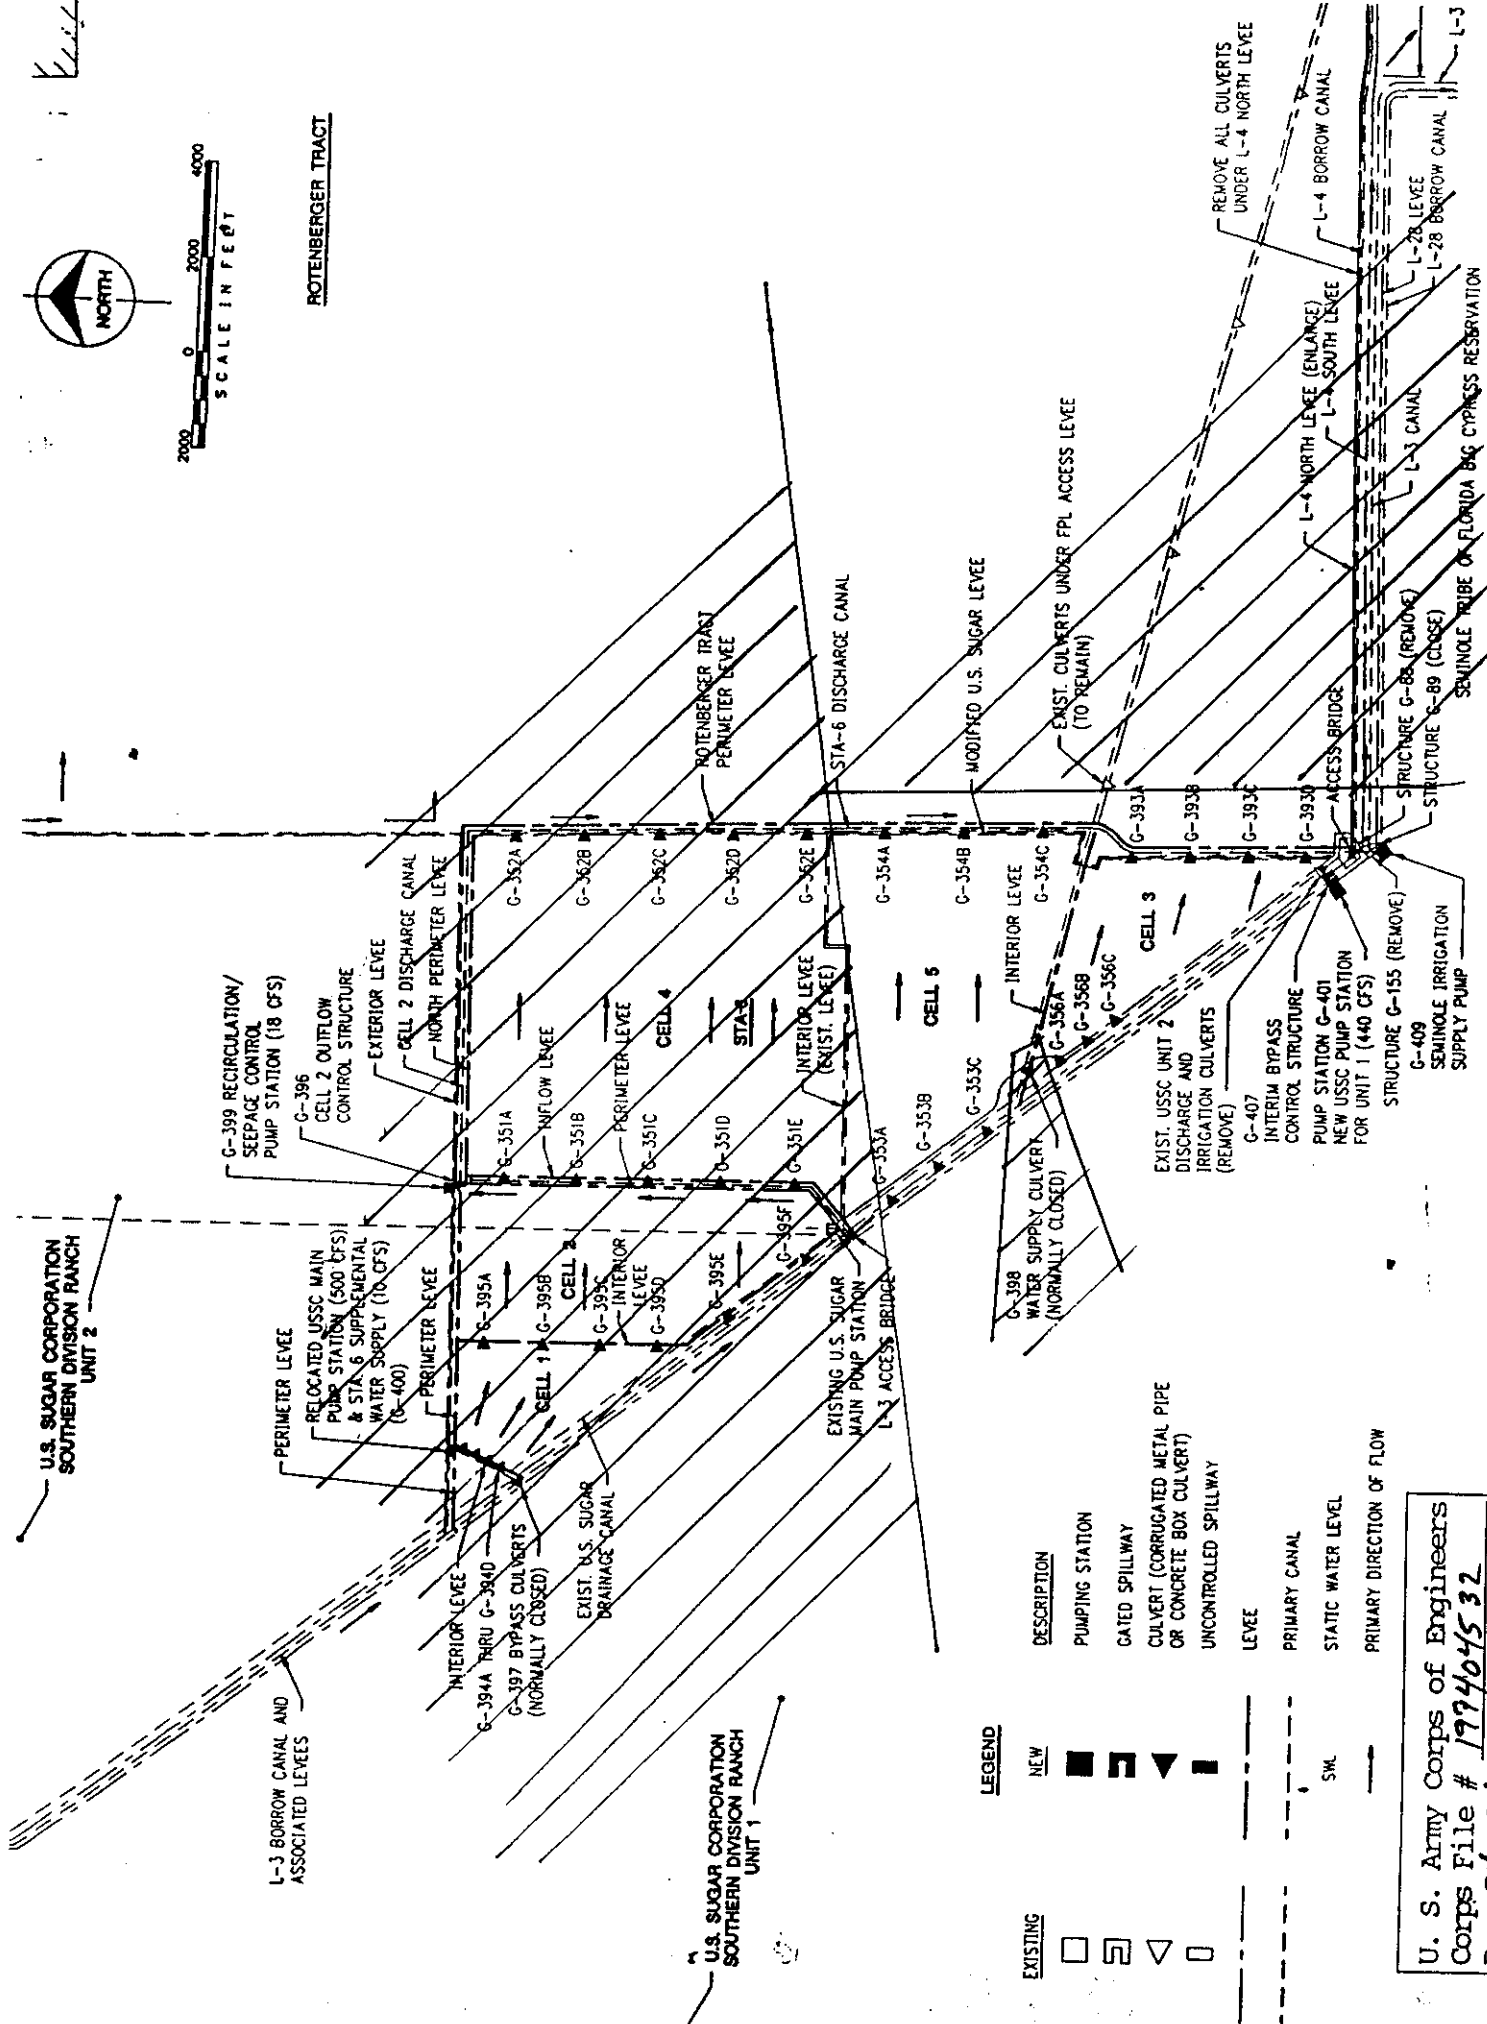 NORTH
2000
0
2000
4000
SCALE IN FEET
ROTENBERGER TRACT
U.S. SUGAR CORPORATION
SOUTHERN DIVISION RANCH
UNIT 2
G-399 RECIRCULATION/
SEEPAGE CONTROL
PUMP STATION (18 CFS)
G-396
CELL 2 OUTFLOW
CONTROL STRUCTURE
EXTERIOR LEVEE
CELL 2 DISCHARGE CANAL
NORTH PERIMETER LEVEE
PERIMETER LEVEE
RELOCATED USSC MAIN
PUMP STATION (500 CFS)
& STA. 6 SUPPLEMENTAL
WATER SUPPLY (10 CFS)
(G-400)
PERIMETER LEVEE
L-3 BORROW CANAL AND
ASSOCIATED LEVEES
INTERIOR LEVEE
G-394A THRU G-394D
G-397 BYPASS CULVERTS
(NORMALLY CLOSED)
EXIST. U.S. SUGAR
DRAINAGE CANAL
CELL 1
G-395A
G-395B
CELL 2
G-395C
INTERIOR
LEVEE
G-395D
G-395E
G-395F
G-351A
INFLOW LEVEE
G-351B
PERIMETER LEVEE
G-351C
G-351D
G-351E
CELL 4
STA-6
INTERIOR LEVEE
(EXIST. LEVEE)
G-352A
G-352B
G-352C
G-352D
G-352E
ROTENBERGER TRACT
PERIMETER LEVEE
STA-6 DISCHARGE CANAL
EXISTING U.S. SUGAR
MAIN PUMP STATION
L-3 ACCESS BRIDGE
G-353A
G-353B
G-353C
CELL 5
G-354A
G-354B
G-354C
MODIFIED U.S. SUGAR LEVEE
INTERIOR LEVEE
EXIST. CULVERTS UNDER FPL ACCESS LEVEE
(TO REMAIN)
G-398
WATER SUPPLY CULVERT
(NORMALLY CLOSED)
G-356A
G-356B
G-356C
CELL 3
G-393A
G-393B
G-393C
G-393D
ACCESS BRIDGE
EXIST. USSC UNIT 2
DISCHARGE AND
IRRIGATION CULVERTS
(REMOVE)
G-407
INTERIM BYPASS
CONTROL STRUCTURE
PUMP STATION G-401
NEW USSC PUMP STATION
FOR UNIT 1 (440 CFS)
STRUCTURE G-155 (REMOVE)
G-409
SEMINOLE IRRIGATION
SUPPLY PUMP
STRUCTURE G-88 (REMOVE)
STRUCTURE G-89 (CLOSE)
SEMINOLE TRIBE OF FLORIDA BIG CYPRESS RESERVATION
L-4 NORTH LEVEE (ENLARGE)
L-4 SOUTH LEVEE
L-3 CANAL
REMOVE ALL CULVERTS
UNDER L-4 NORTH LEVEE
L-4 BORROW CANAL
L-28 LEVEE
L-28 BORROW CANAL
L-3
U.S. SUGAR CORPORATION
SOUTHERN DIVISION RANCH
UNIT 1
LEGEND
EXISTING
NEW
DESCRIPTION
PUMPING STATION
GATED SPILLWAY
CULVERT (CORRUGATED METAL PIPE
OR CONCRETE BOX CULVERT)
UNCONTROLLED SPILLWAY
LEVEE
PRIMARY CANAL
SWL STATIC WATER LEVEL
PRIMARY DIRECTION OF FLOW
U. S. Army Corps of Engineers
Corps File # 199404532